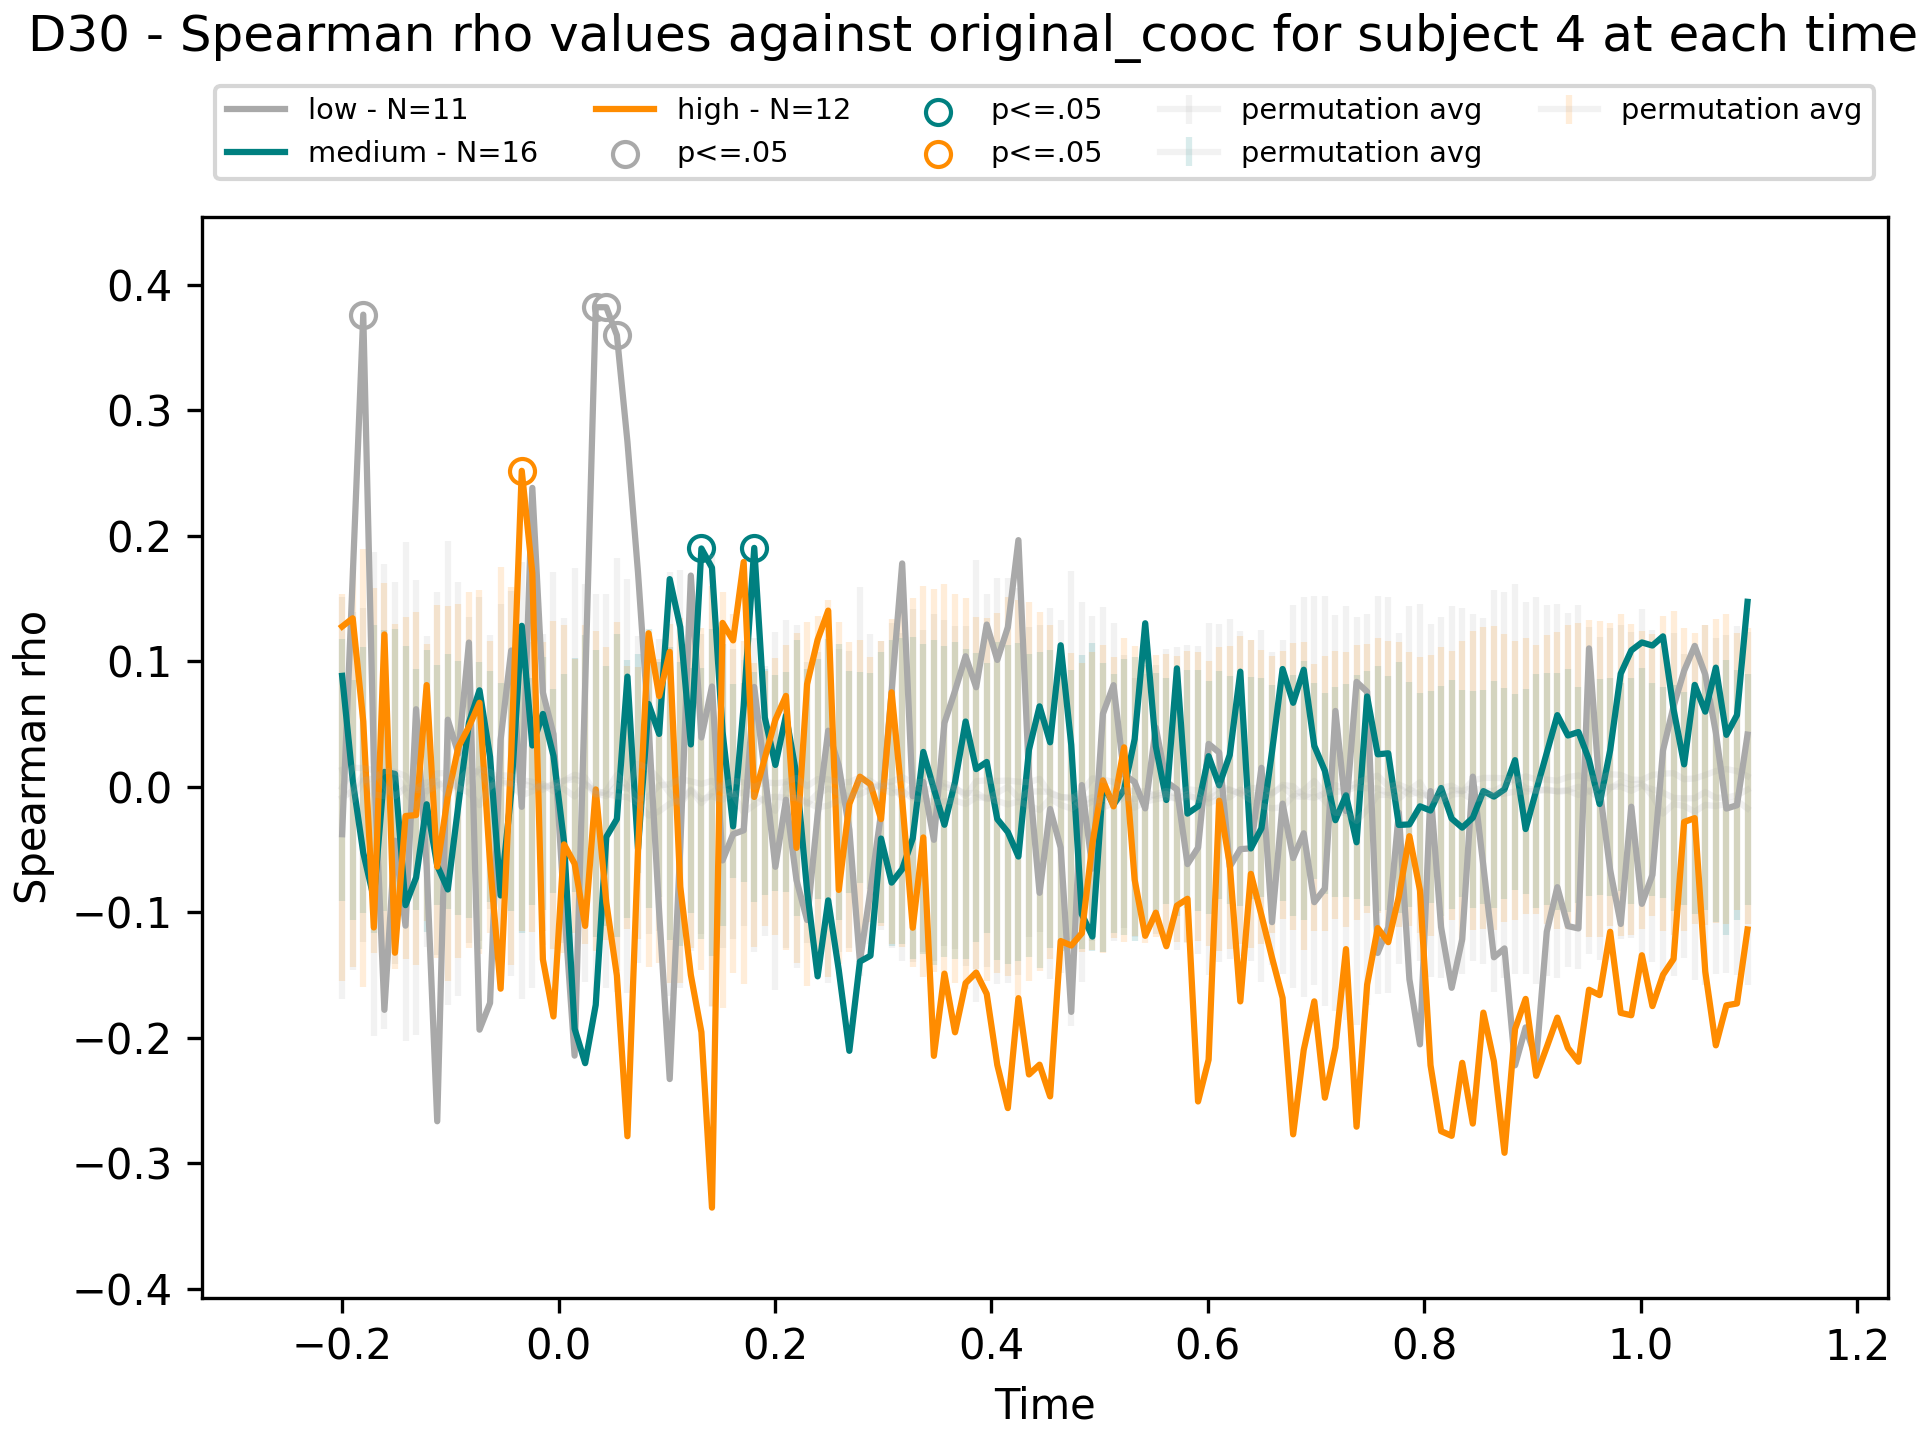 D30 - Spearman rho values against original_cooc for subject 4 at each time
low - N=11
medium - N=16
high - N=12
p<=.05
p<=.05
p<=.05
permutation avg
permutation avg
permutation avg
Spearman rho
0.4
0.3
0.2
0.1
0.0
−0.1
−0.2
−0.3
−0.4
−0.2 0.0 0.2 0.4 0.6 0.8 1.0 1.2
Time